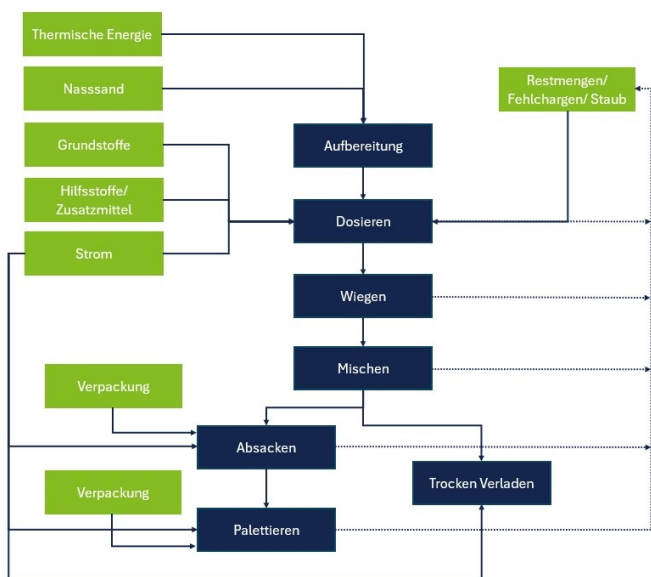 Thermische Energie
Nasssand
Restmengen/
Fehlchargen/ Staub
Grundstoffe
Aufbereitung
Hilfsstoffe/
Zusatzmittel
Dosieren
Strom
Wiegen
Mischen
Verpackung
Absacken
Trocken Verladen
Verpackung
Palettieren